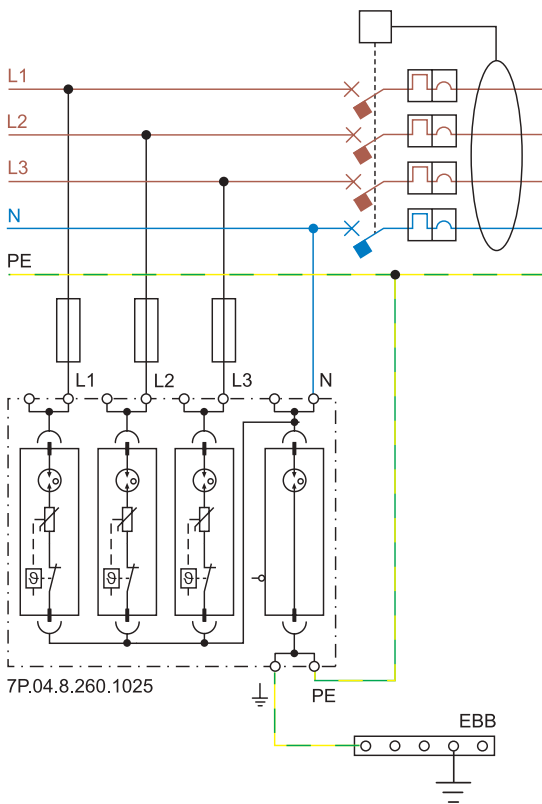 L1
L2
L3
N
PE
L1 L2 L3 N
ϑ ϑ ϑ
7P.04.8.260.1025
PE
EBB